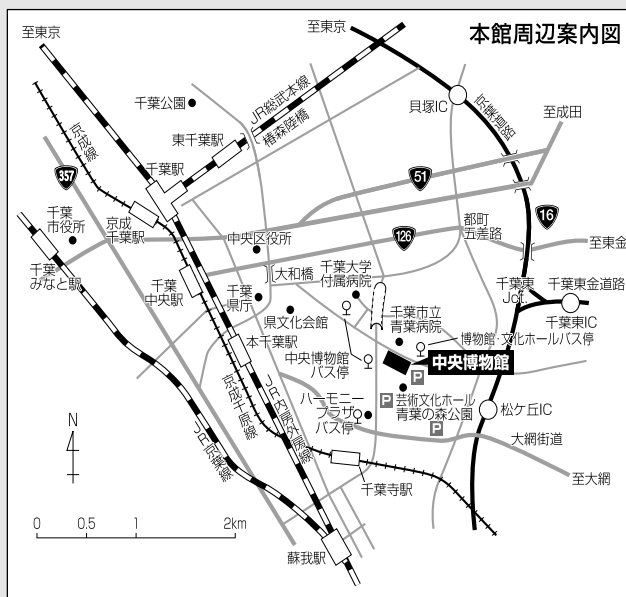 本館周辺案内図
至東京
至東京
千葉公園
JR総武本線
椿森陸橋
貝塚IC
京葉道路
至成田
京成線
東千葉駅
千葉駅
357
51
16
千葉
市役所
京成
千葉駅
中央区役所
126
都町
五差路
至東金
千葉
みなと駅
千葉
中央駅
大和橋
千葉大学
付属病院
千葉
県庁
県文化会館
千葉市立
青葉病院
千葉東
Jct.
千葉東金道路
千葉東IC
本千葉駅
中央博物館
バス停
博物館・文化ホールバス停
中央博物館
P
京成千原線
JR内房外房線
ハーモニー
プラザ
バス停
P
芸術文化ホール
青葉の森公園
P
松ケ丘IC
大網街道
JR京葉線
千葉寺駅
至大網
N
0 0.5 1 2km
蘇我駅